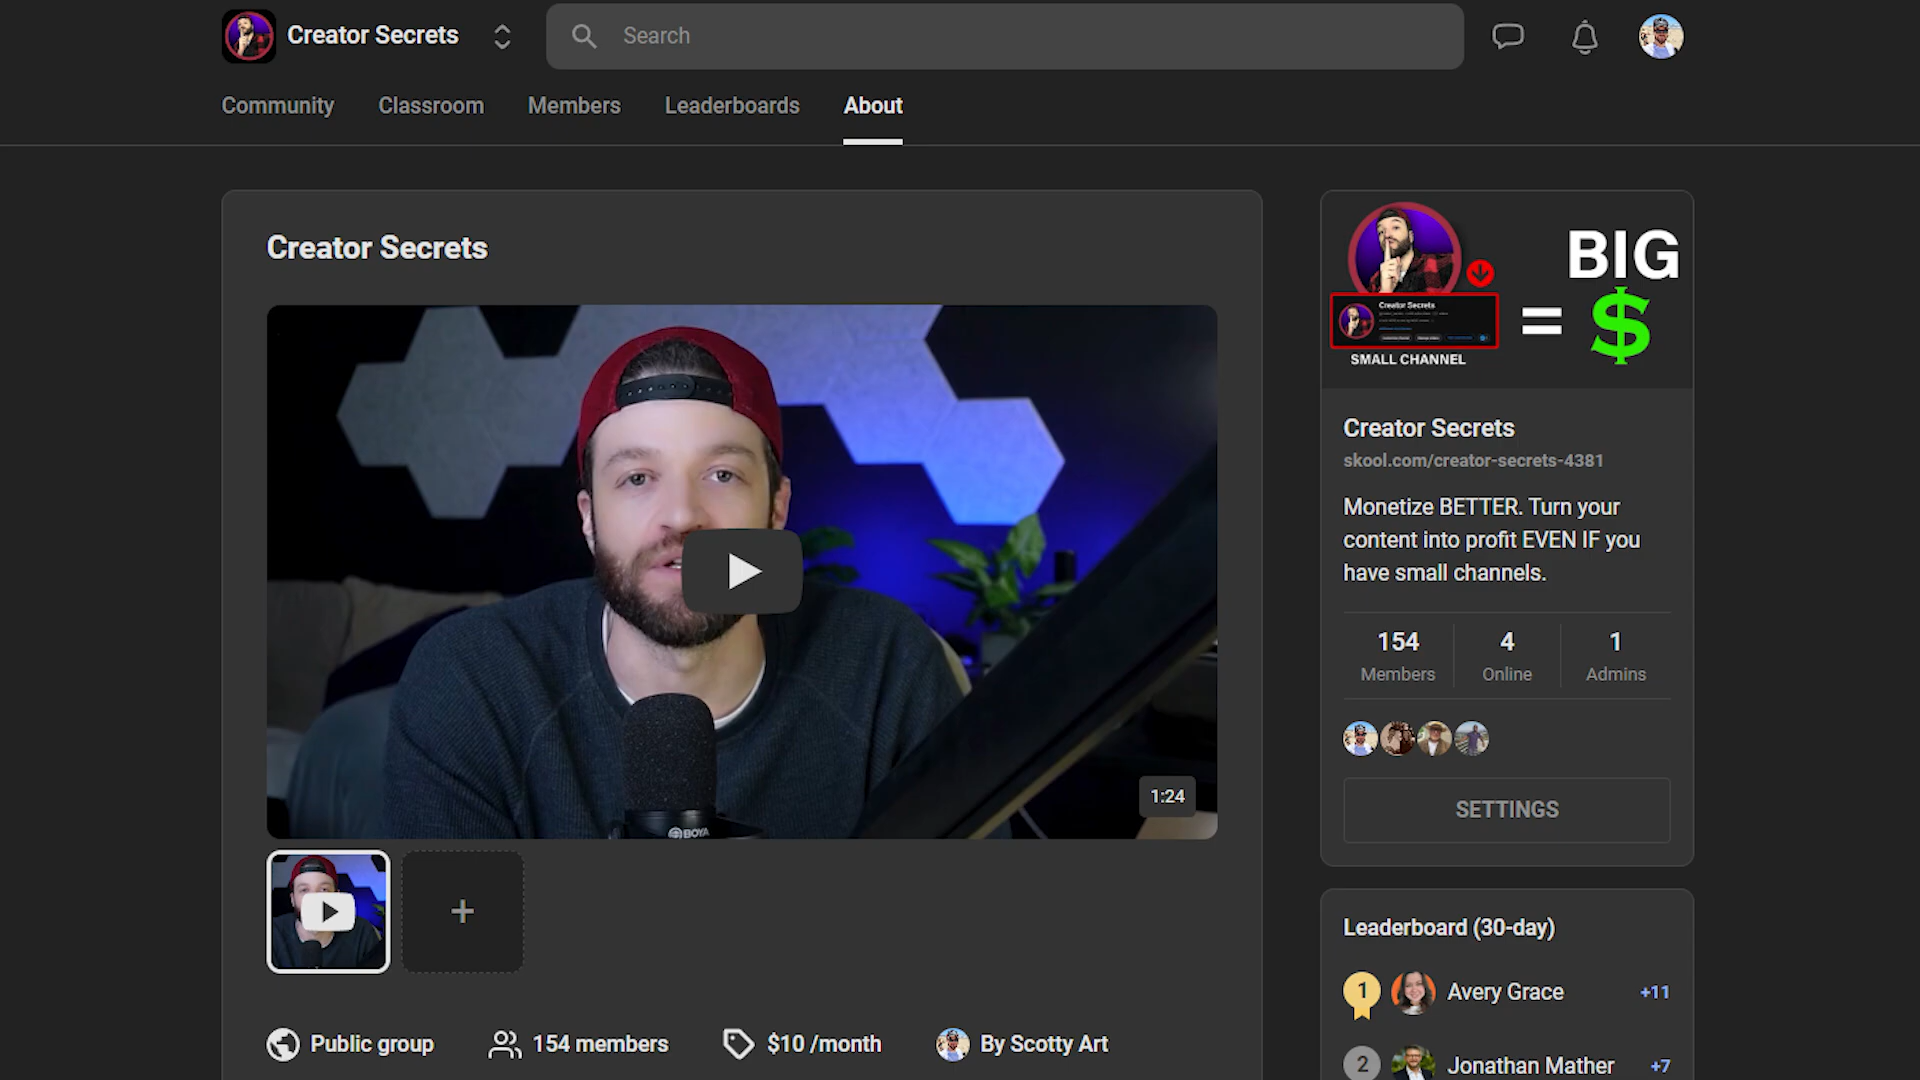 Creator Secrets
Search
Community
Classroom
Members
Leaderboards
About
Creator Secrets
BOYA
1:24
+
Public group
154 members
$10 /month
By Scotty Art
Creator Secrets
SMALL CHANNEL
=
BIG
$
Creator Secrets
skool.com/creator-secrets-4381
Monetize BETTER. Turn your
content into profit EVEN IF you
have small channels.
154
Members
4
Online
1
Admins
SETTINGS
Leaderboard (30-day)
1
Avery Grace
+11
2
Jonathan Mather
+7